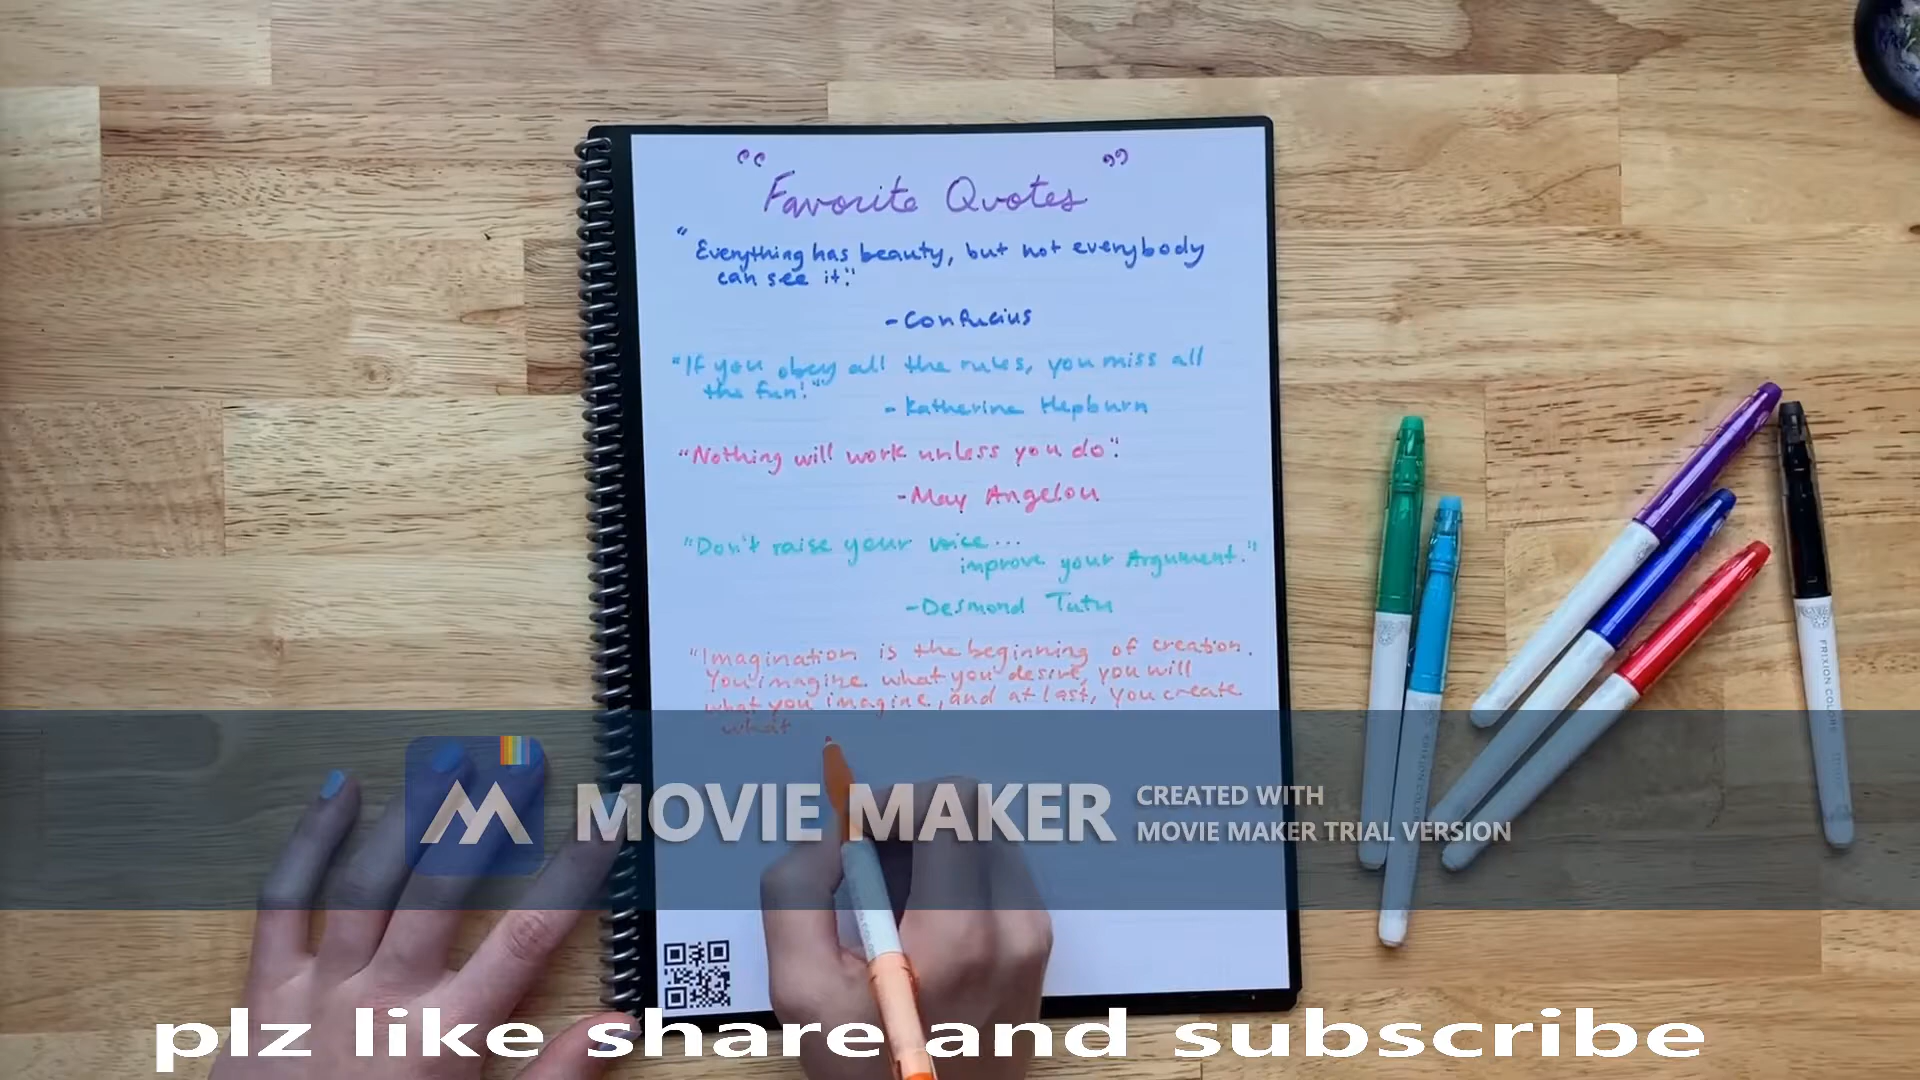 “ ”
Favorite Quotes
"Everything has beauty, but not everybody
can see it."
-Confucius
"If you obey all the rules, you miss all
the fun!"
- Katherine Hepburn
"Nothing will work unless you do".
-May Angelou
"Don't raise your voice...
improve your Argument."
-Desmond Tutu
"Imagination is the beginning of creation.
You imagine what you desire, you will
what you imagine, and at last, you create
what
MOVIE MAKER
CREATED WITH
MOVIE MAKER TRIAL VERSION
FRIXION COLORS
plz like share and subscribe